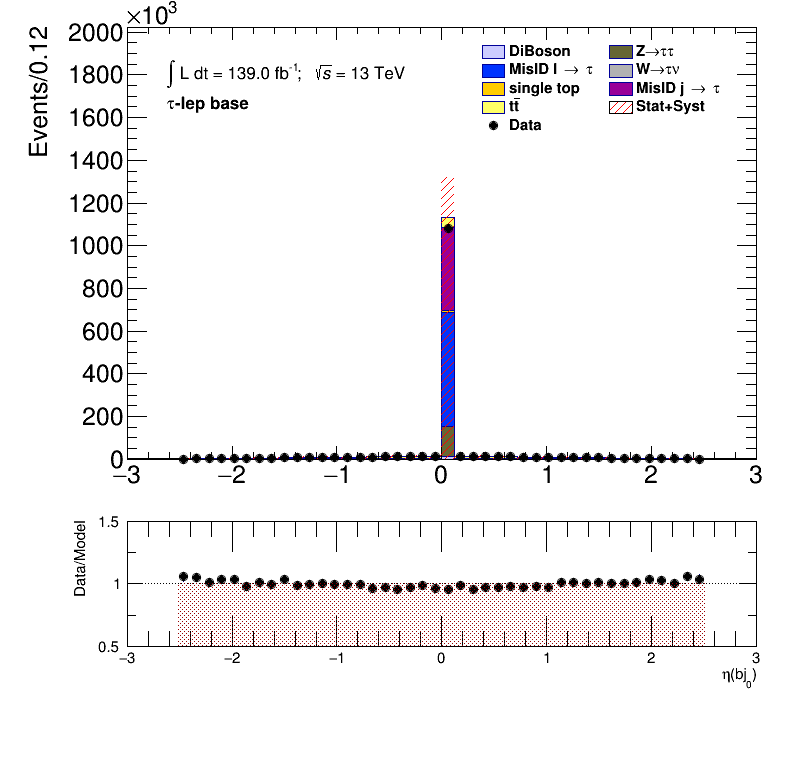 ×10³
Events/0.12
2000
1800
1600
1400
1200
1000
800
600
400
200
0
∫ L dt = 139.0 fb⁻¹; √s = 13 TeV
τ-lep base
DiBoson
MisID l → τ
single top
tt̄
Data
Z→ττ
W→τν
MisID j → τ
Stat+Syst
−3 −2 −1 0 1 2 3
Data/Model
1.5
1
0.5
−3 −2 −1 0 1 2 3
η(bj₀)